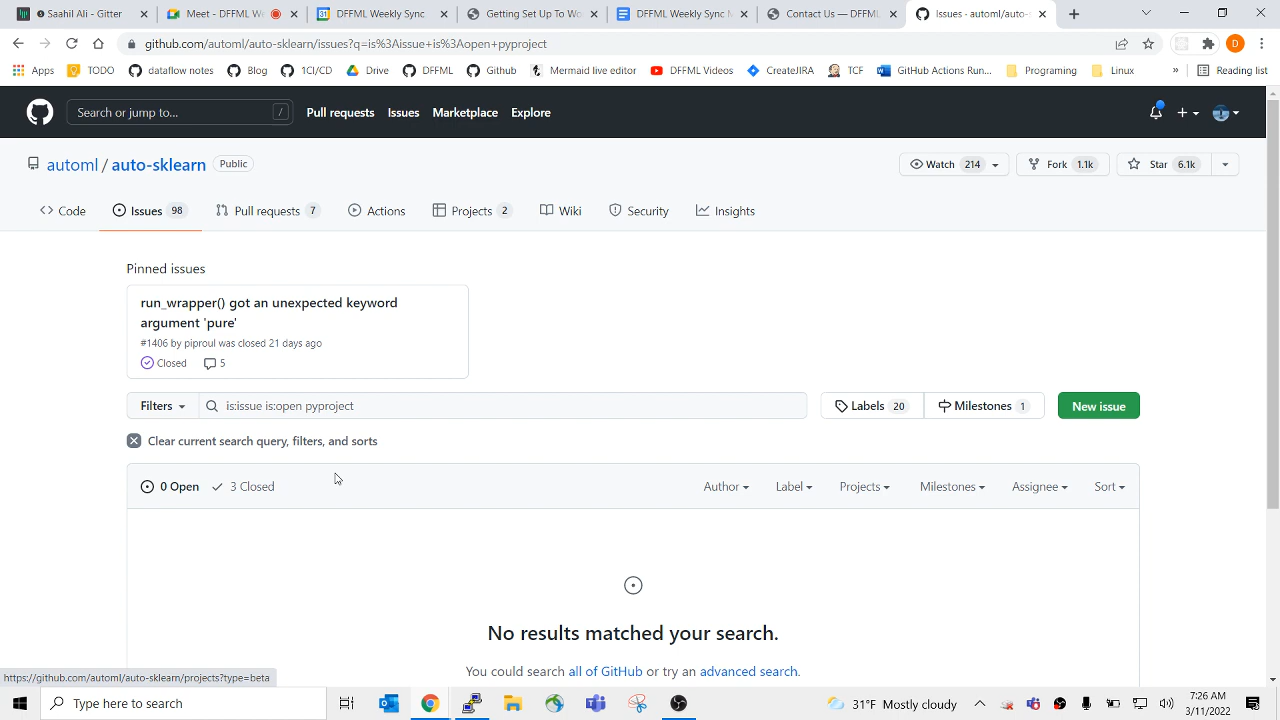 Sashil Ali - Gitter
Meet - DFFML W
DFFML Weekly Sync
Getting Set Up To Wo
DFFML Weekly Sync M
Contact Us — DFFML
Issues · automl/auto-
github.com/automl/auto-sklearn/issues?q=is%3Aissue+is%3Aopen+pyproject
D
Apps TODO dataflow notes Blog 1CI/CD Drive DFFML Github Mermaid live editor DFFML Videos CreateJIRA TCF GitHub Actions Run... Programing Linux » Reading list
Search or jump to... / Pull requests Issues Marketplace Explore
automl / auto-sklearn Public
Watch 214 Fork 1.1k Star 6.1k
Code Issues 98 Pull requests 7 Actions Projects 2 Wiki Security Insights
Pinned issues
run_wrapper() got an unexpected keyword
argument 'pure'
#1406 by piproul was closed 21 days ago
Closed 5
Filters is:issue is:open pyproject Labels 20 Milestones 1 New issue
Clear current search query, filters, and sorts
0 Open 3 Closed Author Label Projects Milestones Assignee Sort
No results matched your search.
You could search all of GitHub or try an advanced search.
https://github.com/automl/auto-sklearn/projects?type=beta
Type here to search
31°F Mostly cloudy
7:26 AM
3/11/2022